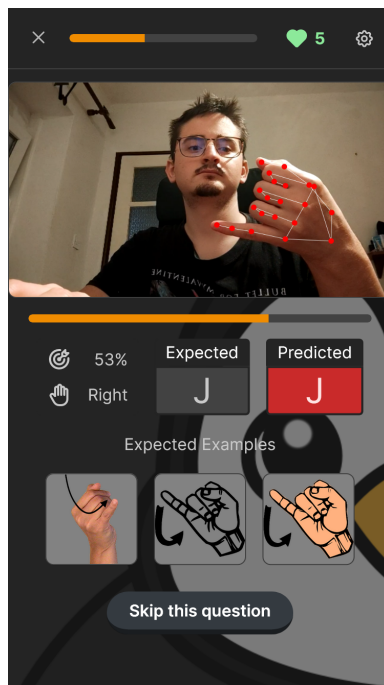 5
53%
Right
Expected
J
Predicted
J
Expected Examples
Skip this question